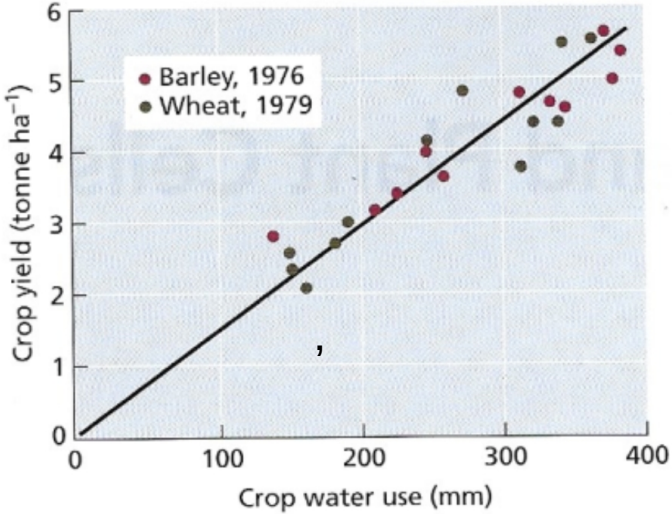 6
5
4
3
2
1
0
Crop yield (tonne ha⁻¹)
Barley, 1976
Wheat, 1979
,
0 100 200 300 400
Crop water use (mm)